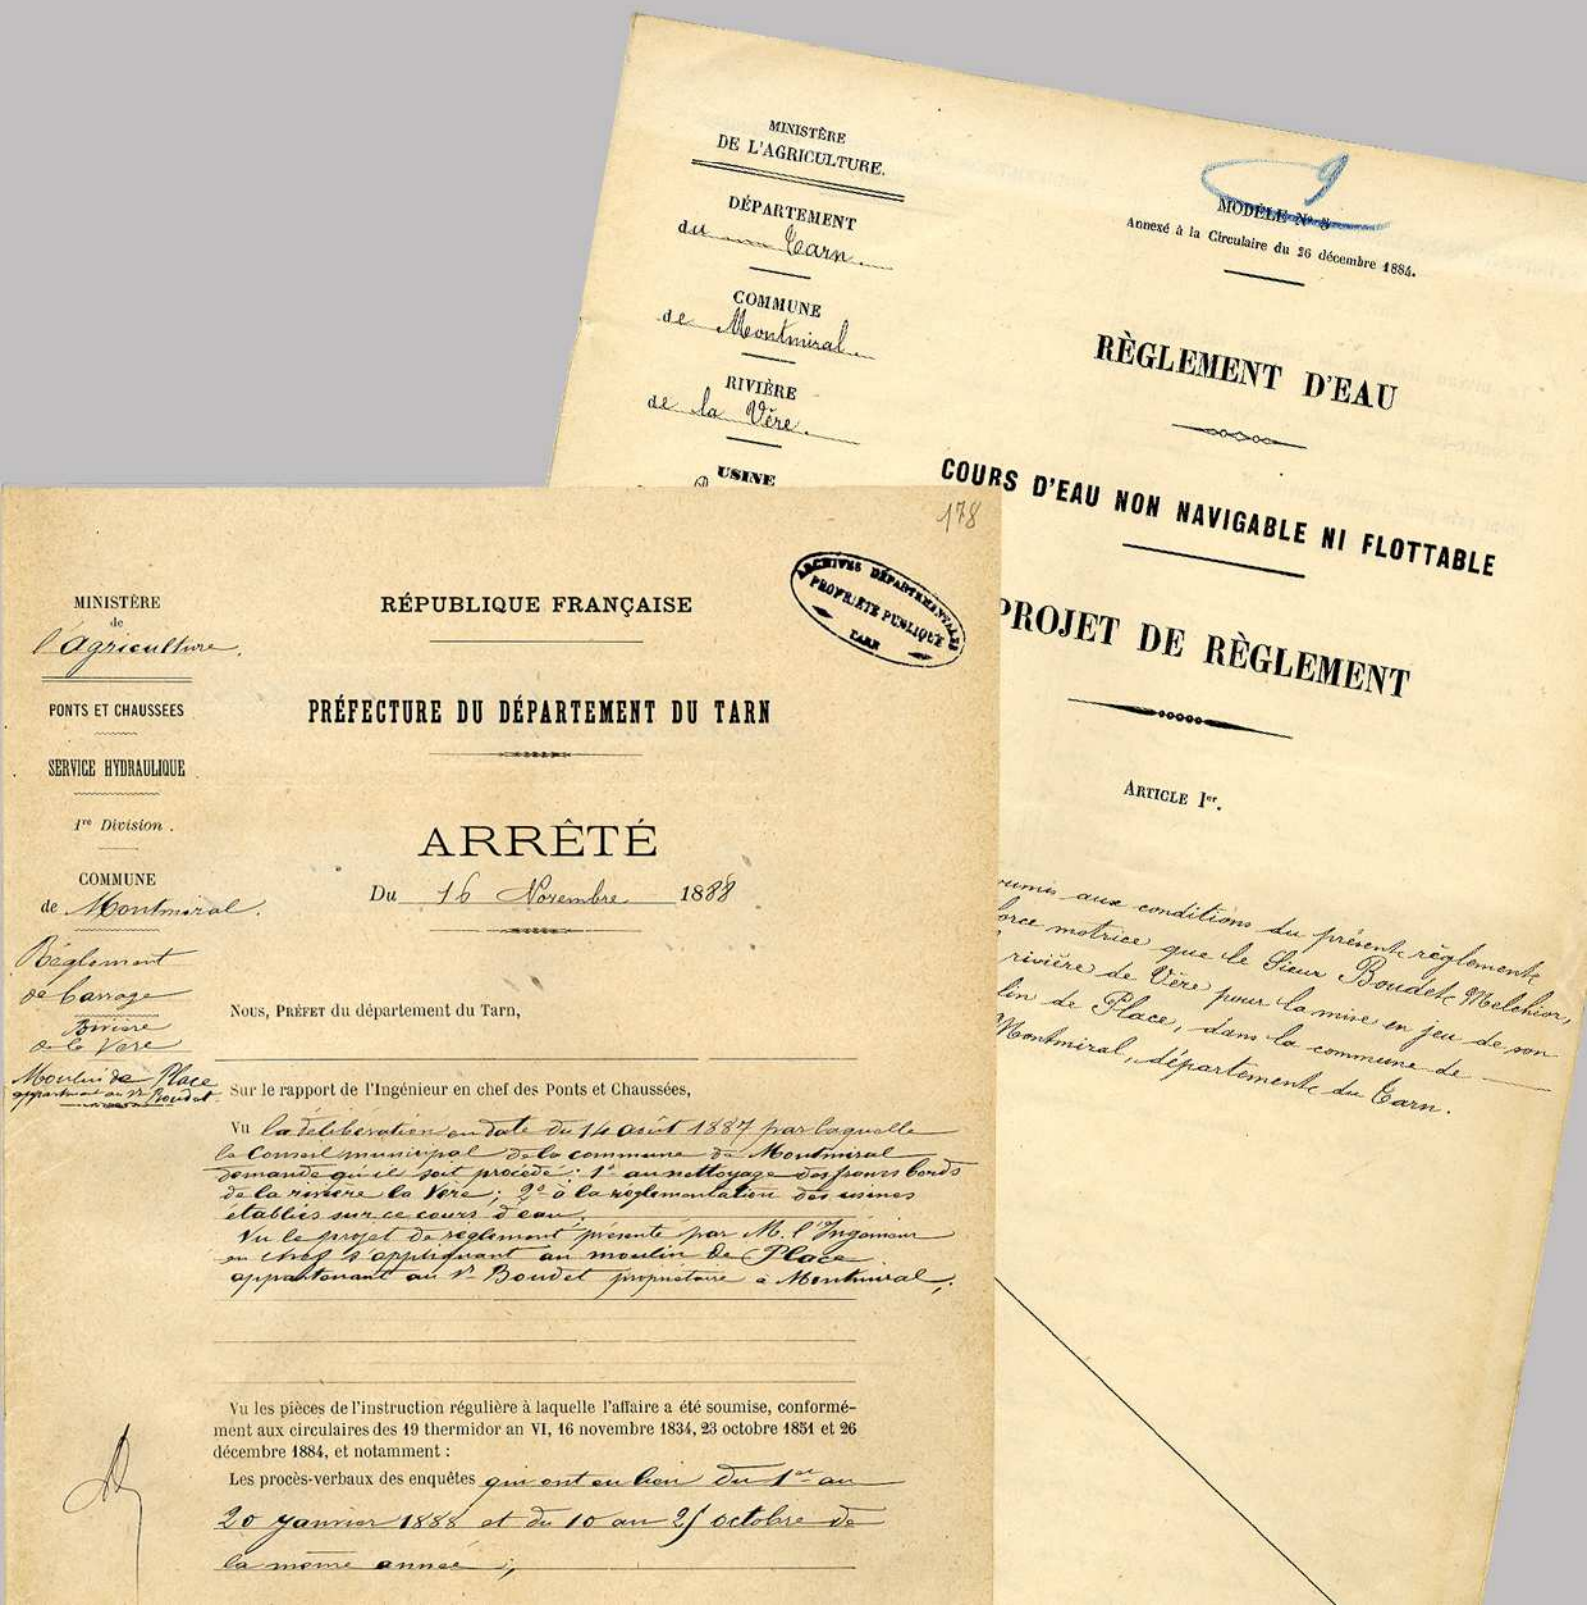 MINISTÈRE
DE L'AGRICULTURE.
DÉPARTEMENT
du Tarn
COMMUNE
de Montmiral
RIVIÈRE
de la Vère.
USINE
9
MODÈLE N° 8
Annexé à la Circulaire du 26 décembre 1884.
RÈGLEMENT D'EAU
COURS D'EAU NON NAVIGABLE NI FLOTTABLE
PROJET DE RÈGLEMENT
ARTICLE 1er.
oumis aux conditions du présent règlement
force motrice que le Sieur Boudet Melchior,
rivière de Vère pour la mise en jeu de son
lin de Place, dans la commune de
Montmiral, département du Tarn.
178
ARCHIVES DÉPARTEMENTALES
PROPRIÉTÉ PUBLIQUE
TARN
MINISTÈRE
de
l'Agriculture.
PONTS ET CHAUSSEES
SERVICE HYDRAULIQUE
1re Division.
COMMUNE
de Montmiral.
Règlement
de barrage
Rivière
de la Vère
Moulin de Place
appartenant au Sr Boudet
RÉPUBLIQUE FRANÇAISE
PRÉFECTURE DU DÉPARTEMENT DU TARN
ARRÊTÉ
Du 16 Novembre 1888
Nous, PRÉFET du département du Tarn,
Sur le rapport de l'Ingénieur en chef des Ponts et Chaussées,
Vu la délibération en date du 14 août 1887 par laquelle
le Conseil municipal de la commune de Montmiral
demande qu'il soit procédé : 1° au nettoyage des francs bords
de la rivière la Vère ; 2° à la réglementation des usines
établies sur ce cours d'eau ;
Vu le projet de règlement présenté par M. l'Ingénieur
en chef s'appliquant au moulin de Place
appartenant au Sr Boudet propriétaire à Montmiral ;
Vu les pièces de l'instruction régulière à laquelle l'affaire a été soumise, conformé-
ment aux circulaires des 19 thermidor an VI, 16 novembre 1834, 23 octobre 1851 et 26
décembre 1884, et notamment :
Les procès-verbaux des enquêtes qui ont eu lieu du 1er au
20 janvier 1888 et du 10 au 25 octobre de
la même année ;